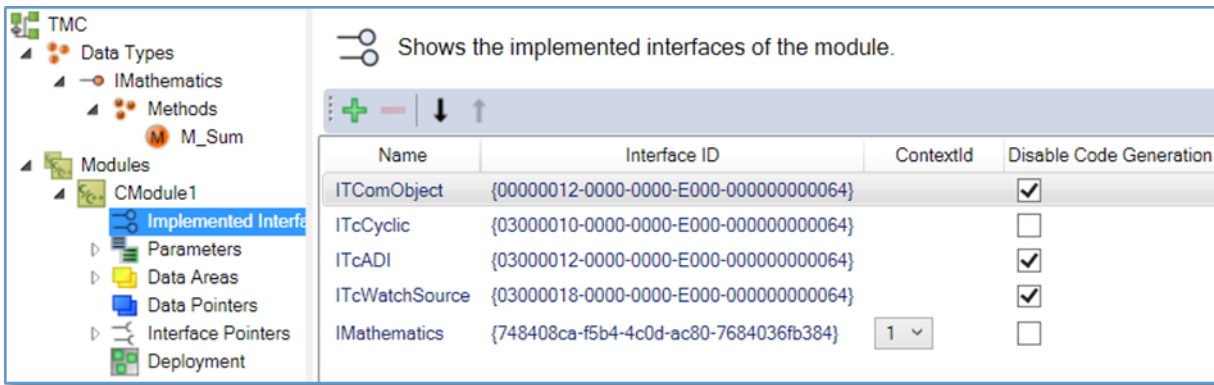 TMC
Data Types
IMathematics
Methods
M
M_Sum
Modules
CModule1
Implemented Interfa
Parameters
Data Areas
Data Pointers
Interface Pointers
Deployment
Shows the implemented interfaces of the module.
Name Interface ID ContextId Disable Code Generation
ITComObject {00000012-0000-0000-E000-000000000064}
ITcCyclic {03000010-0000-0000-E000-000000000064}
ITcADI {03000012-0000-0000-E000-000000000064}
ITcWatchSource {03000018-0000-0000-E000-000000000064}
IMathematics {748408ca-f5b4-4c0d-ac80-7684036fb384} 1